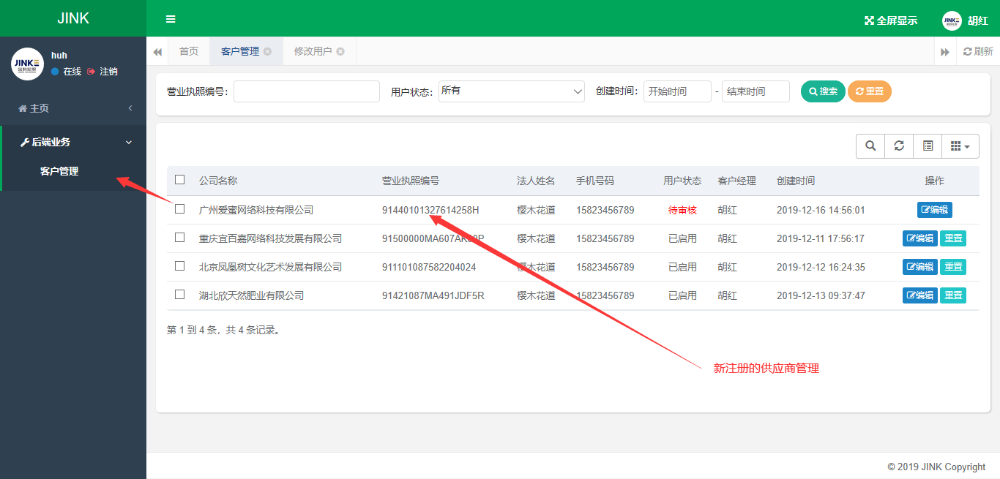 JINK
全屏显示 胡红
JINKE
huh
在线 注销
首页 客户管理 修改用户 刷新
营业执照编号: 用户状态: 所有 创建时间: 开始时间 - 结束时间 搜索 重置
主页
后端业务
客户管理
公司名称 营业执照编号 法人姓名 手机号码 用户状态 客户经理 创建时间 操作
广州爱蜜网络科技有限公司 91440101327614258H 樱木花道 15823456789 待审核 胡红 2019-12-16 14:56:01 编辑
重庆宜百嘉网络科技发展有限公司 樱木花道 15823456789 已启用 胡红 2019-12-11 17:56:17 编辑 重置
北京凤凰树文化艺术发展有限公司 911101087582204024 樱木花道 15823456789 已启用 胡红 2019-12-12 16:24:35 编辑 重置
湖北欣天然肥业有限公司 91421087MA491JDF5R 樱木花道 15823456789 已启用 胡红 2019-12-13 09:37:47 编辑 重置
第 1 到 4 条，共 4 条记录。
新注册的供应商管理
© 2019 JINK Copyright